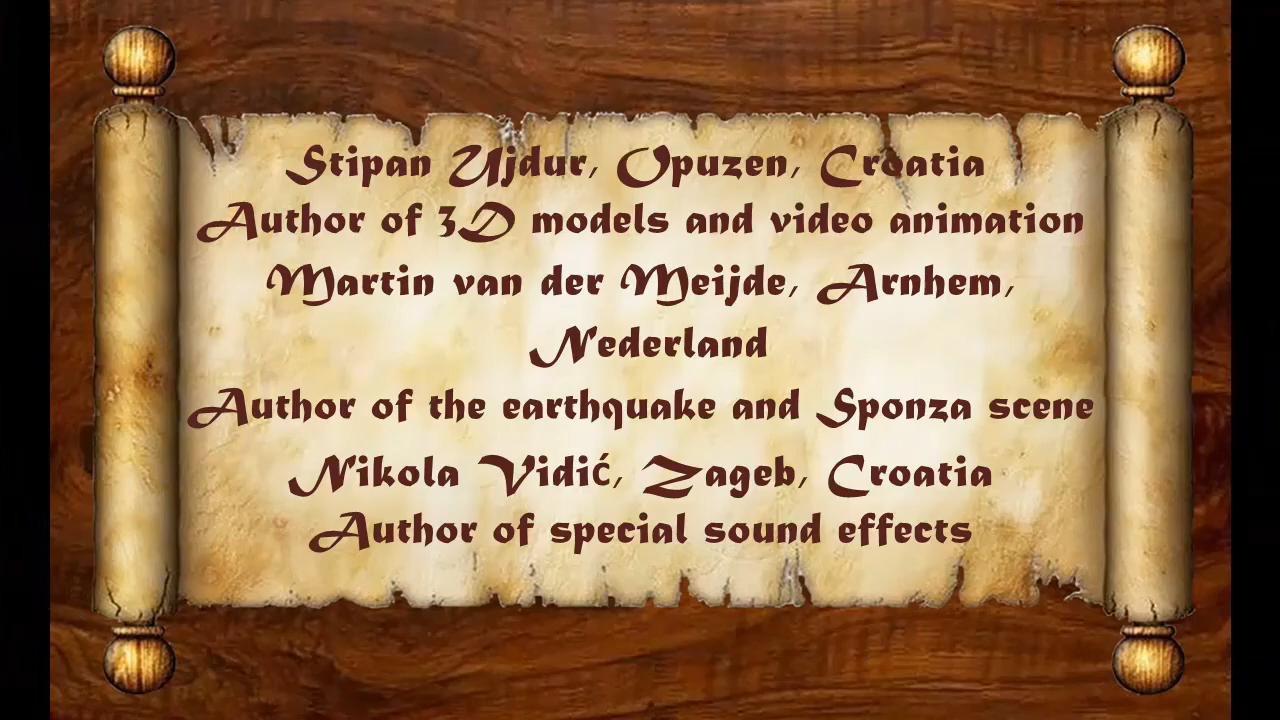 Stipan Ujdur, Opuzen, Croatia
Author of 3D models and video animation
Martin van der Meijde, Arnhem,
Nederland
Author of the earthquake and Sponza scene
Nikola Vidić, Zageb, Croatia
Author of special sound effects